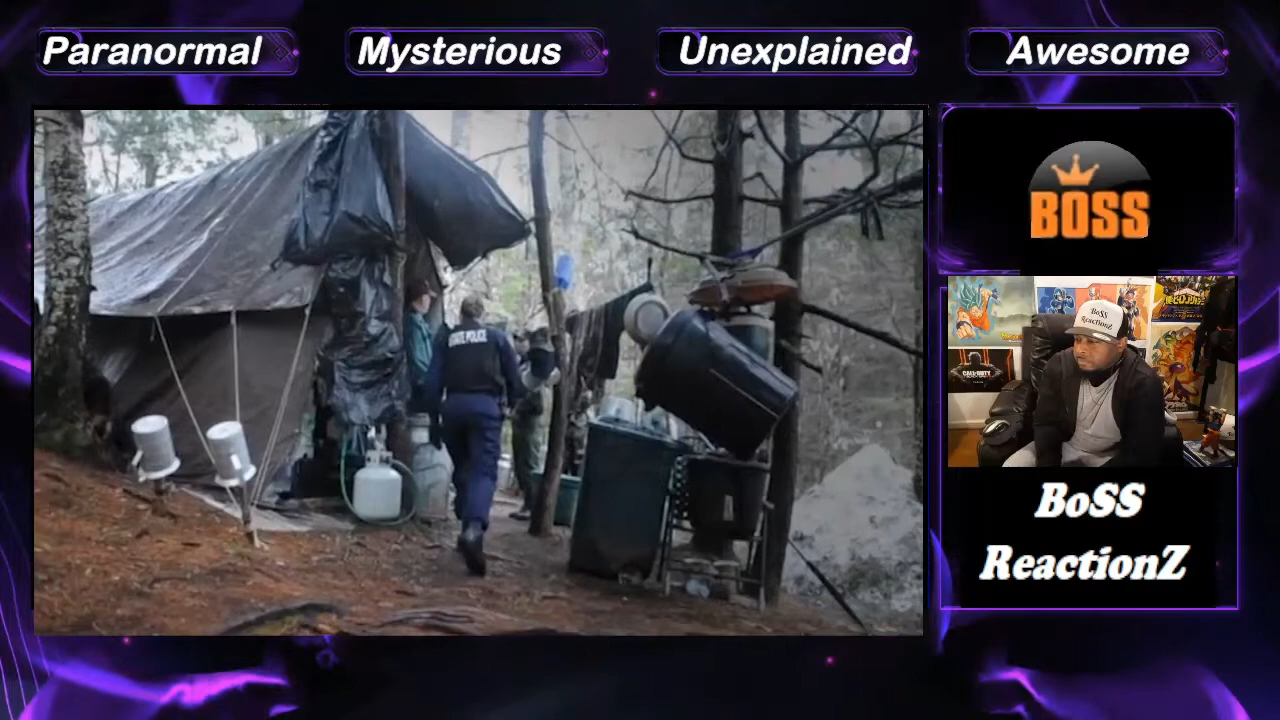 Paranormal
Mysterious
Unexplained
Awesome
STATE POLICE
BOSS
BoSS
ReactionZ
CALL OF DUTY
BoSS
ReactionZ